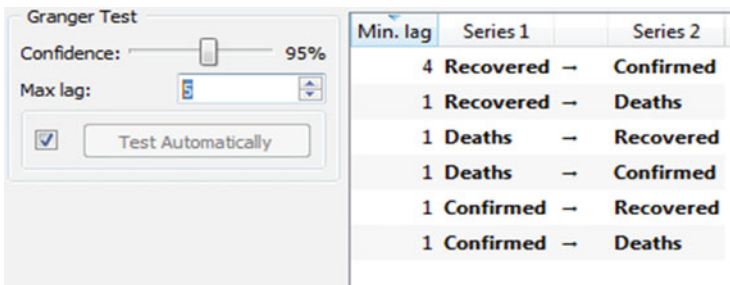 Granger Test
Confidence: 95%
Max lag: 5
Test Automatically
Min. lag Series 1 Series 2
4 Recovered → Confirmed
1 Recovered → Deaths
1 Deaths → Recovered
1 Deaths → Confirmed
1 Confirmed → Recovered
1 Confirmed → Deaths